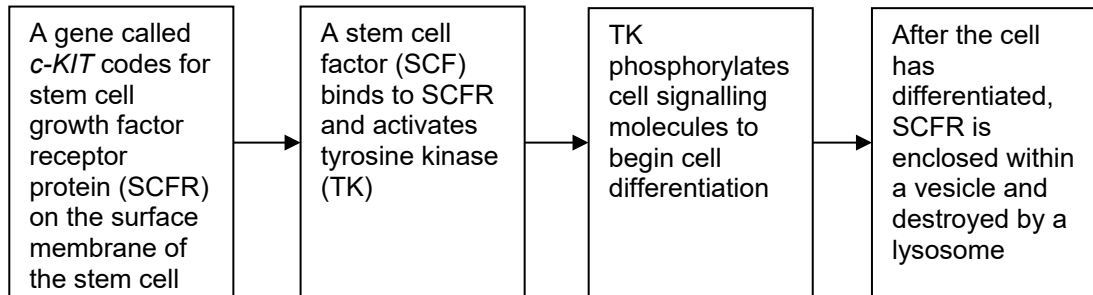 A gene called
c-KIT codes for
stem cell
growth factor
receptor
protein (SCFR)
on the surface
membrane of
the stem cell
A stem cell
factor (SCF)
binds to SCFR
and activates
tyrosine kinase
(TK)
TK
phosphorylates
cell signalling
molecules to
begin cell
differentiation
After the cell
has
differentiated,
SCFR is
enclosed within
a vesicle and
destroyed by a
lysosome